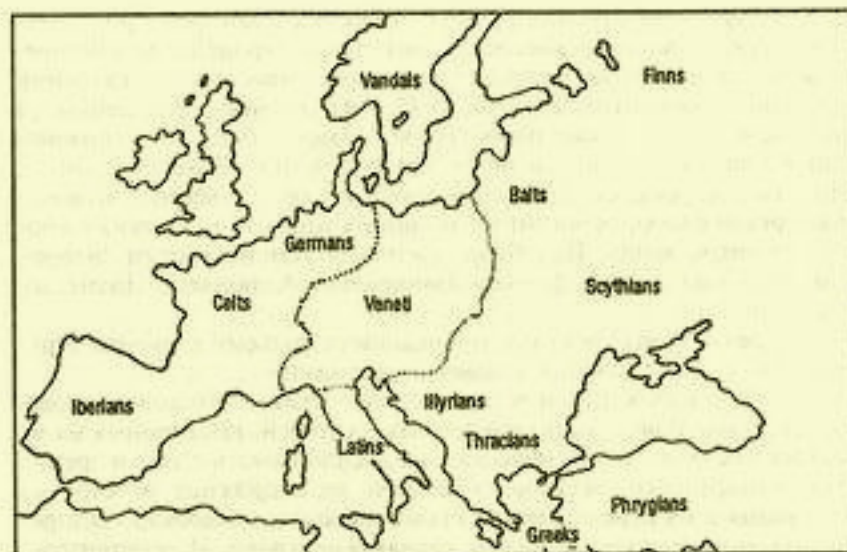 Vandals
Finns
Balts
Germans
Scythians
Celts
Veneti
Iberians
Illyrians
Latins
Thracians
Phrygians
Greeks